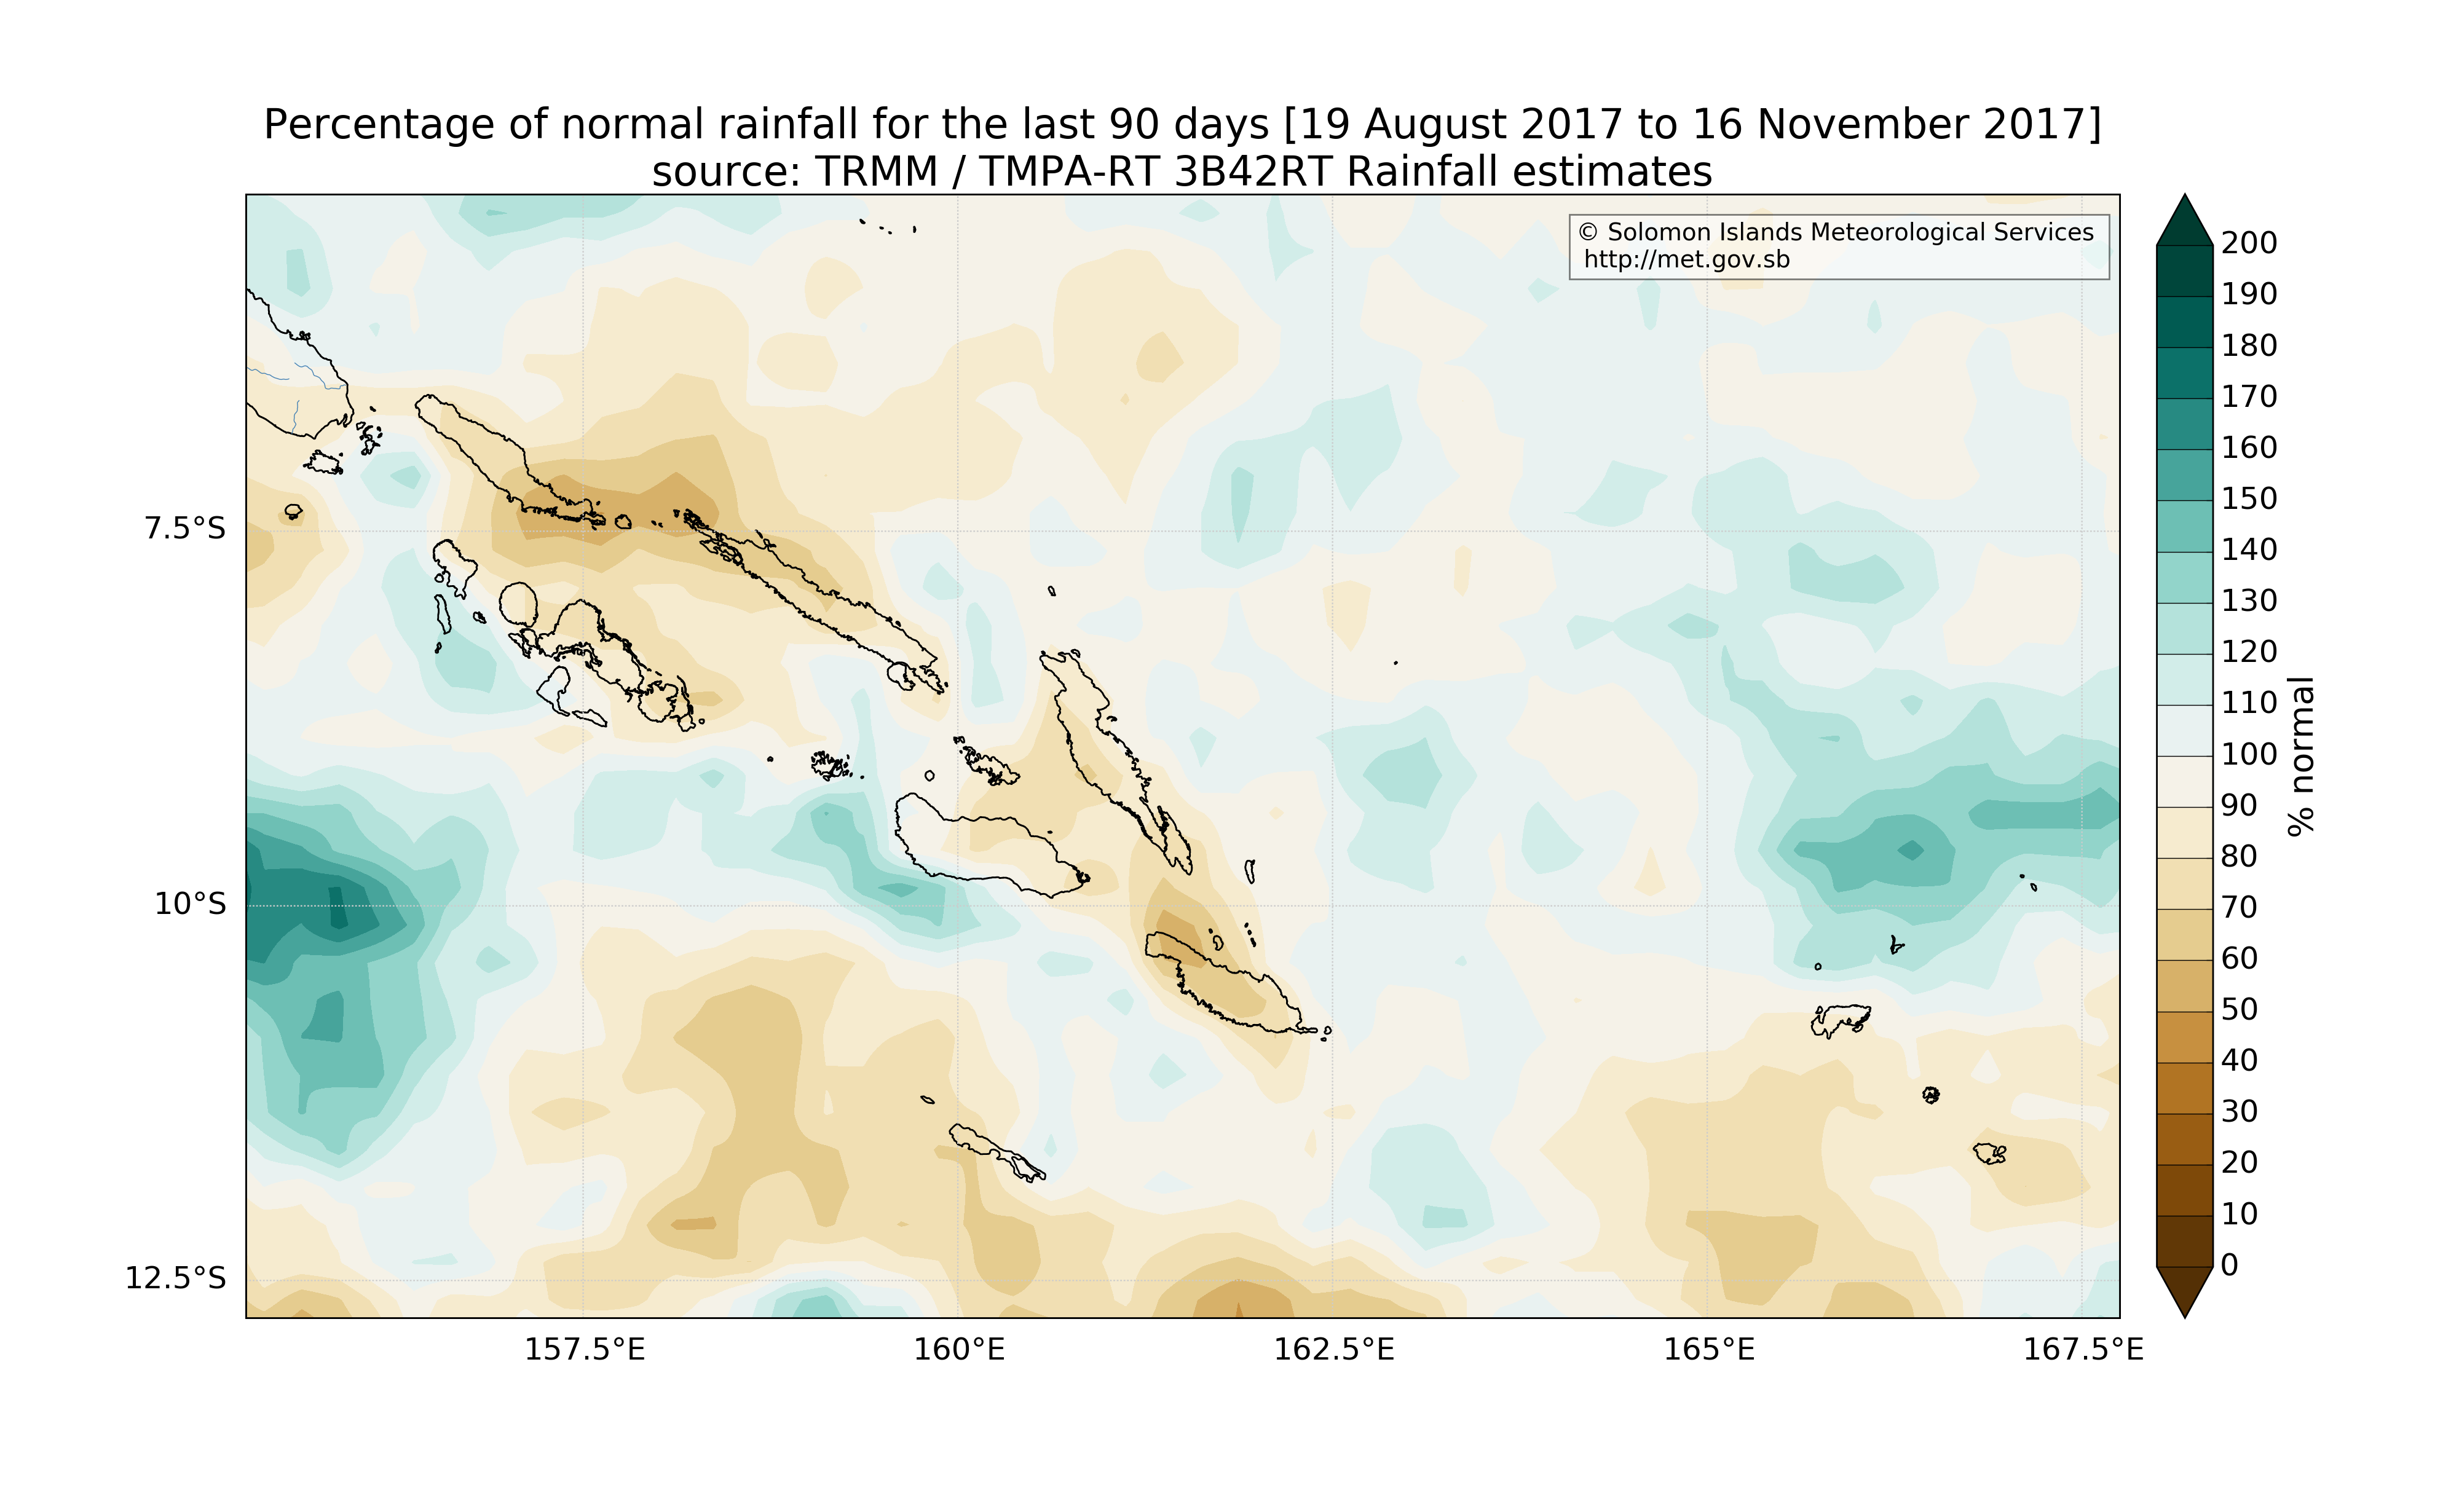 Percentage of normal rainfall for the last 90 days [19 August 2017 to 16 November 2017]
source: TRMM / TMPA-RT 3B42RT Rainfall estimates
© Solomon Islands Meteorological Services
http://met.gov.sb
7.5°S
10°S
12.5°S
157.5°E
160°E
162.5°E
165°E
167.5°E
200
190
180
170
160
150
140
130
120
110
100
90
80
70
60
50
40
30
20
10
0
% normal